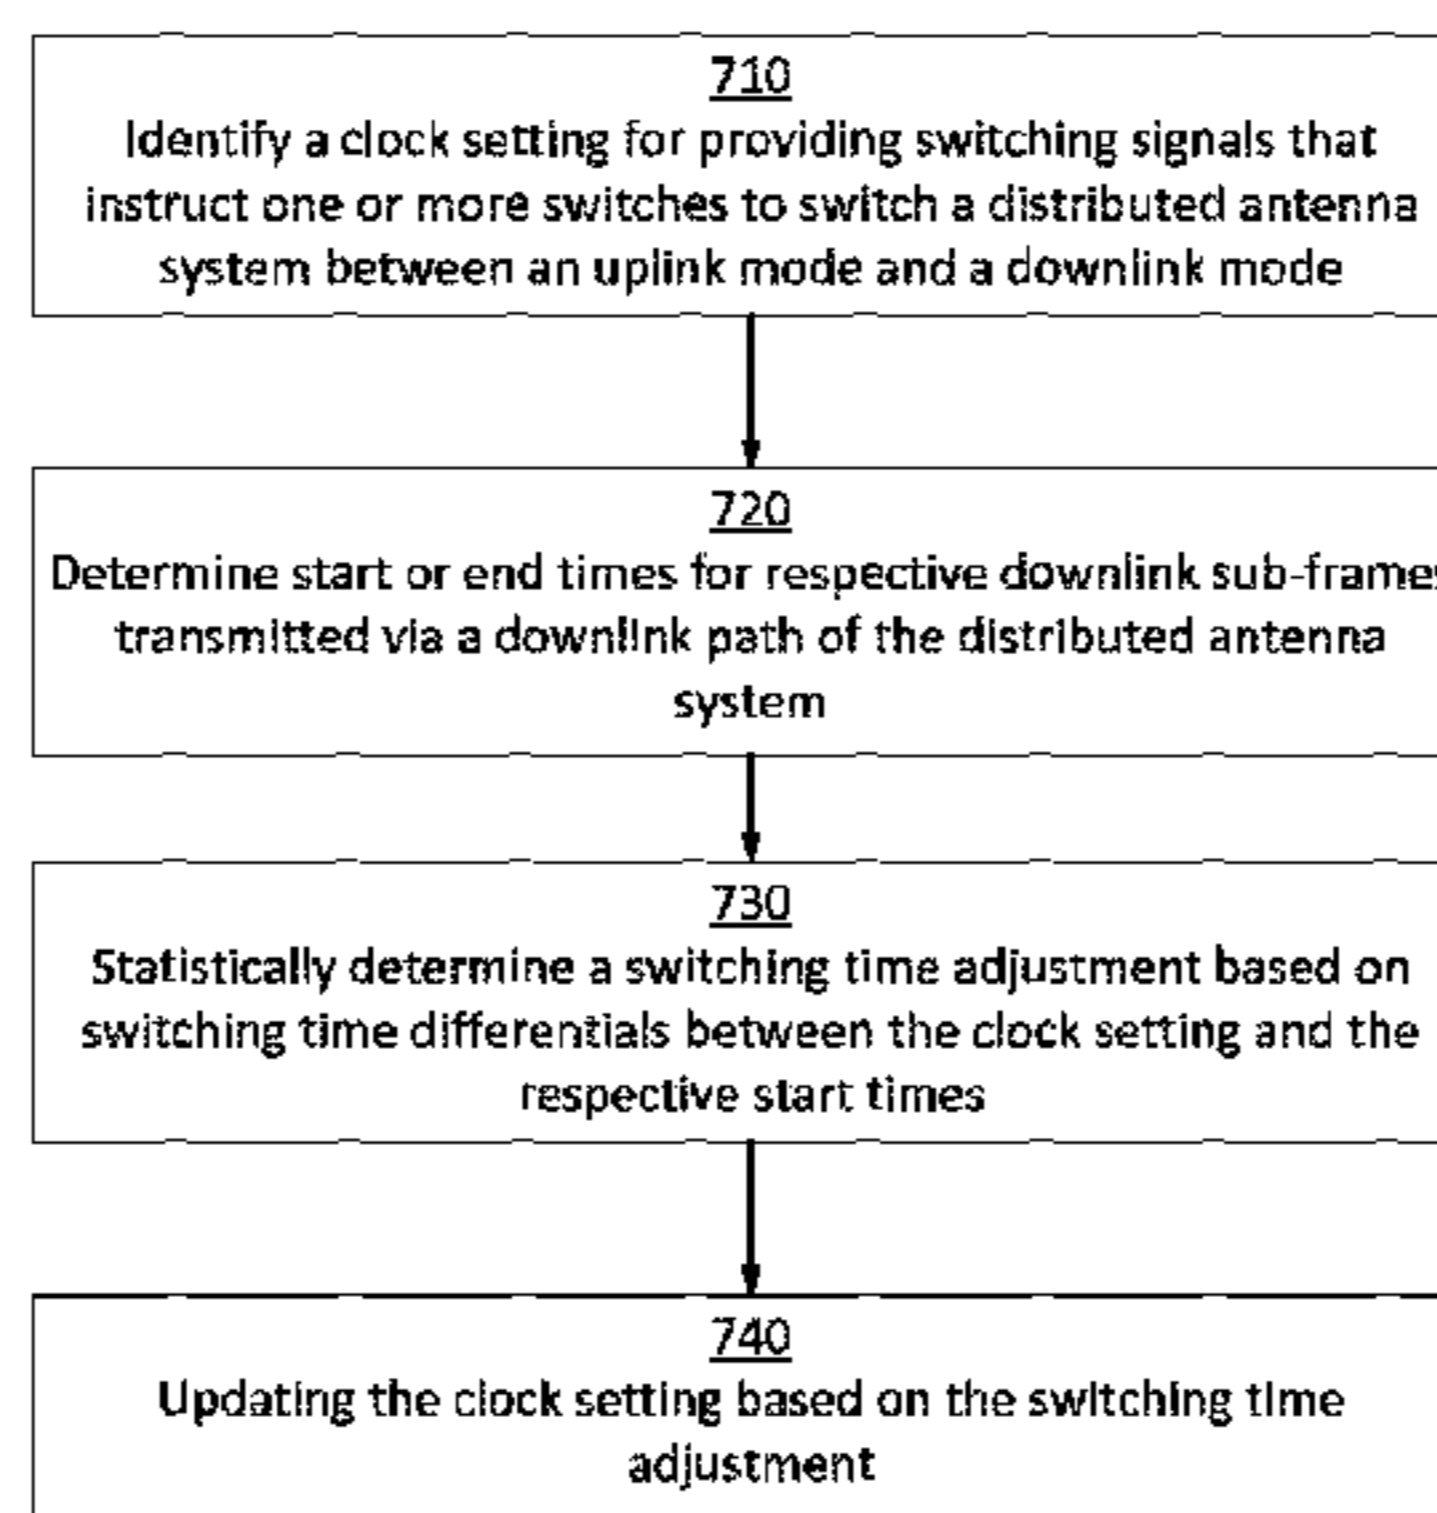 710
Identify a clock setting for providing switching signals that
instruct one or more switches to switch a distributed antenna
system between an uplink mode and a downlink mode
720
Determine start or end times for respective downlink sub-frames
transmitted via a downlink path of the distributed antenna
system
730
Statistically determine a switching time adjustment based on
switching time differentials between the clock setting and the
respective start times
740
Updating the clock setting based on the switching time
adjustment